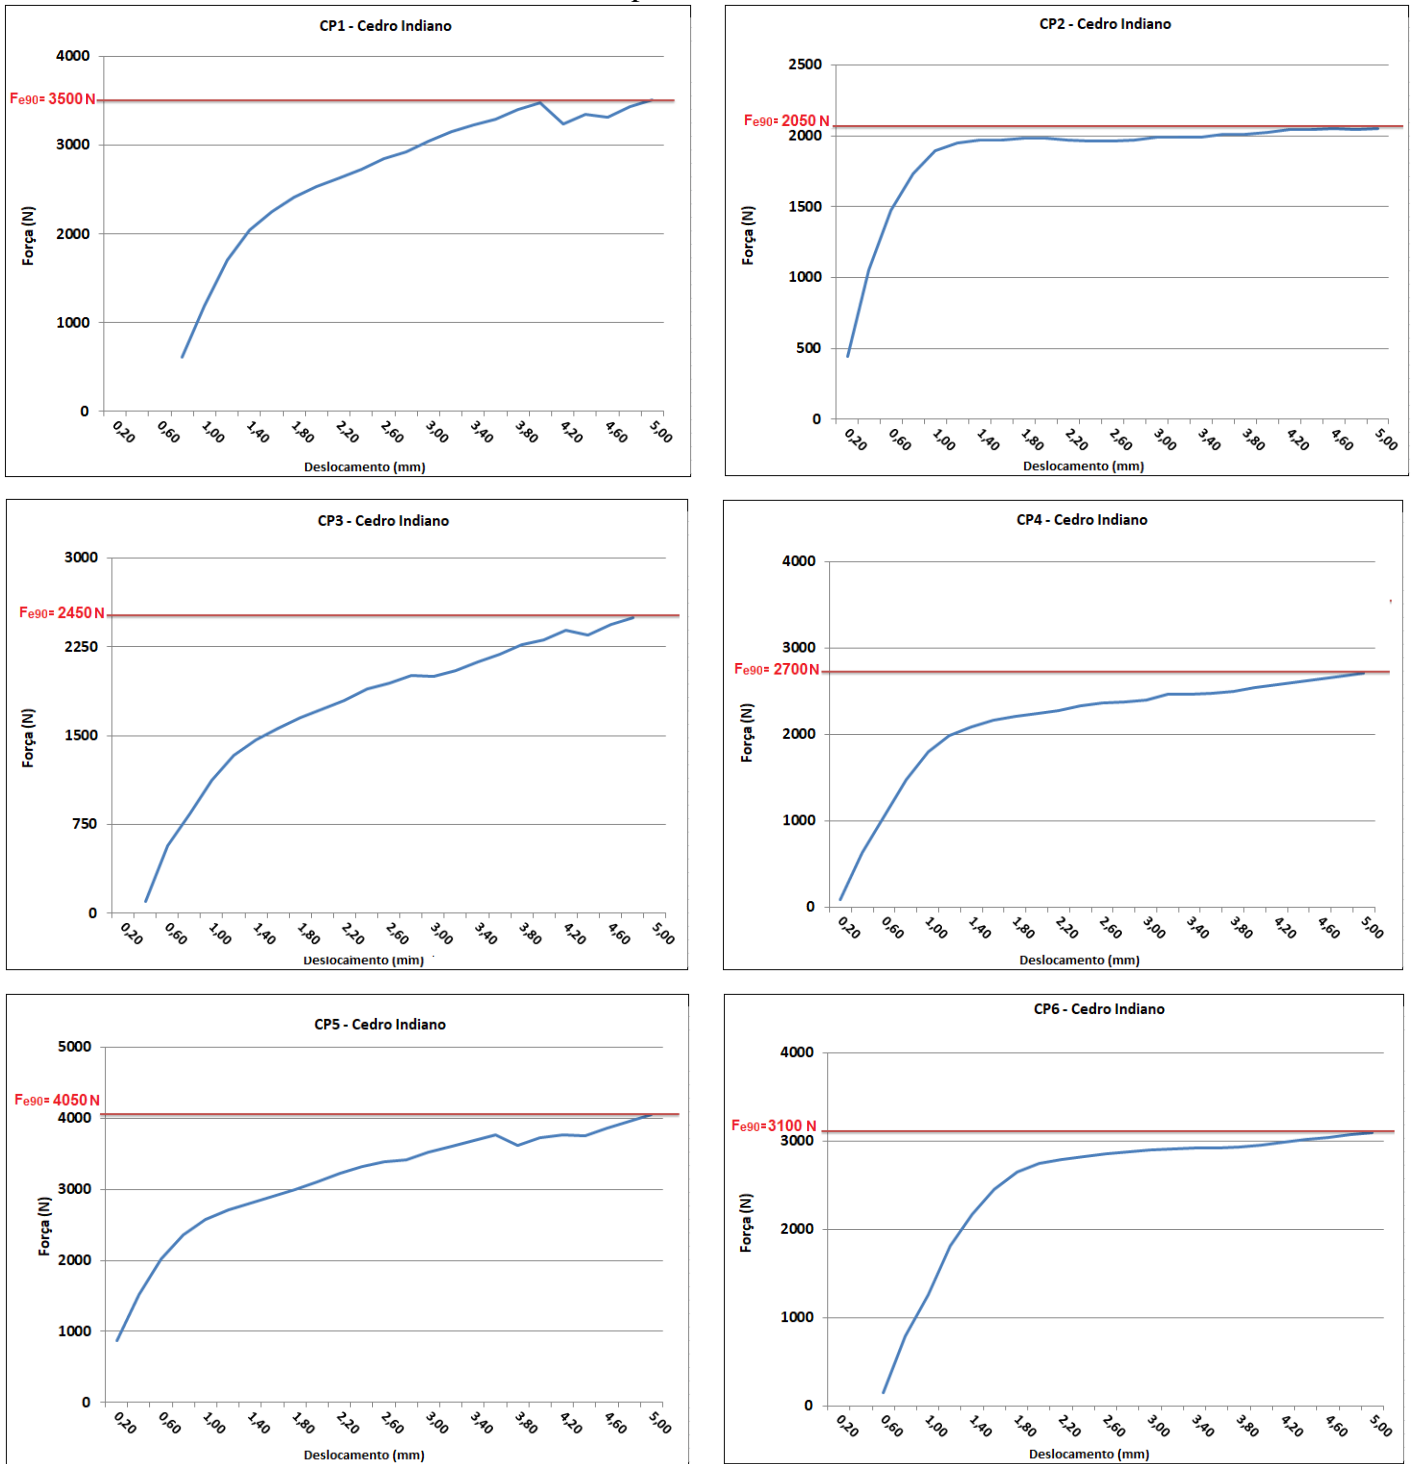 CP1 - Cedro Indiano
4000
Fe90= 3500 N
3000
2000
1000
0
Força (N)
0,20 0,60 1,00 1,40 1,80 2,20 2,60 3,00 3,40 3,80 4,20 4,60 5,00
Deslocamento (mm)
CP2 - Cedro Indiano
2500
Fe90= 2050 N
2000
1500
1000
500
0
Força (N)
0,20 0,60 1,00 1,40 1,80 2,20 2,60 3,00 3,40 3,80 4,20 4,60 5,00
Deslocamento (mm)
CP3 - Cedro Indiano
3000
Fe90= 2450 N
2250
1500
750
0
Força (N)
0,20 0,60 1,00 1,40 1,80 2,20 2,60 3,00 3,40 3,80 4,20 4,60 5,00
Deslocamento (mm)
CP4 - Cedro Indiano
4000
3000
Fe90= 2700 N
2000
1000
0
Força (N)
0,20 0,60 1,00 1,40 1,80 2,20 2,60 3,00 3,40 3,80 4,20 4,60 5,00
Deslocamento (mm)
CP5 - Cedro Indiano
5000
Fe90= 4050 N
4000
3000
2000
1000
0
Força (N)
0,20 0,60 1,00 1,40 1,80 2,20 2,60 3,00 3,40 3,80 4,20 4,60 5,00
Deslocamento (mm)
CP6 - Cedro Indiano
4000
Fe90=3100 N
3000
2000
1000
0
Força (N)
0,20 0,60 1,00 1,40 1,80 2,20 2,60 3,00 3,40 3,80 4,20 4,60 5,00
Deslocamento (mm)